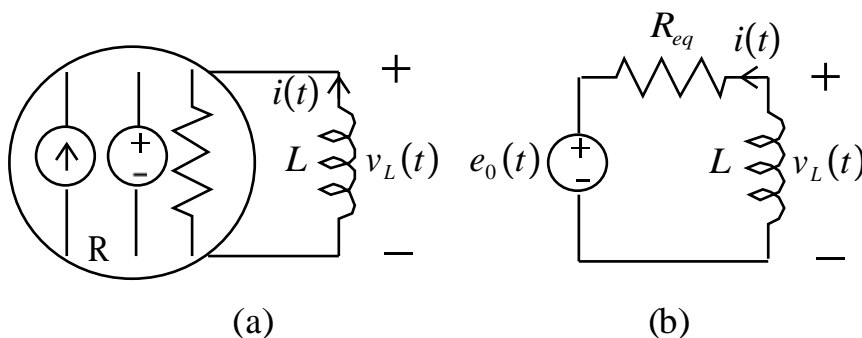 R
i(t)
L
+
v_L(t)
−
(a)
R_eq
i(t)
e_0(t)
+
−
L
+
v_L(t)
−
(b)